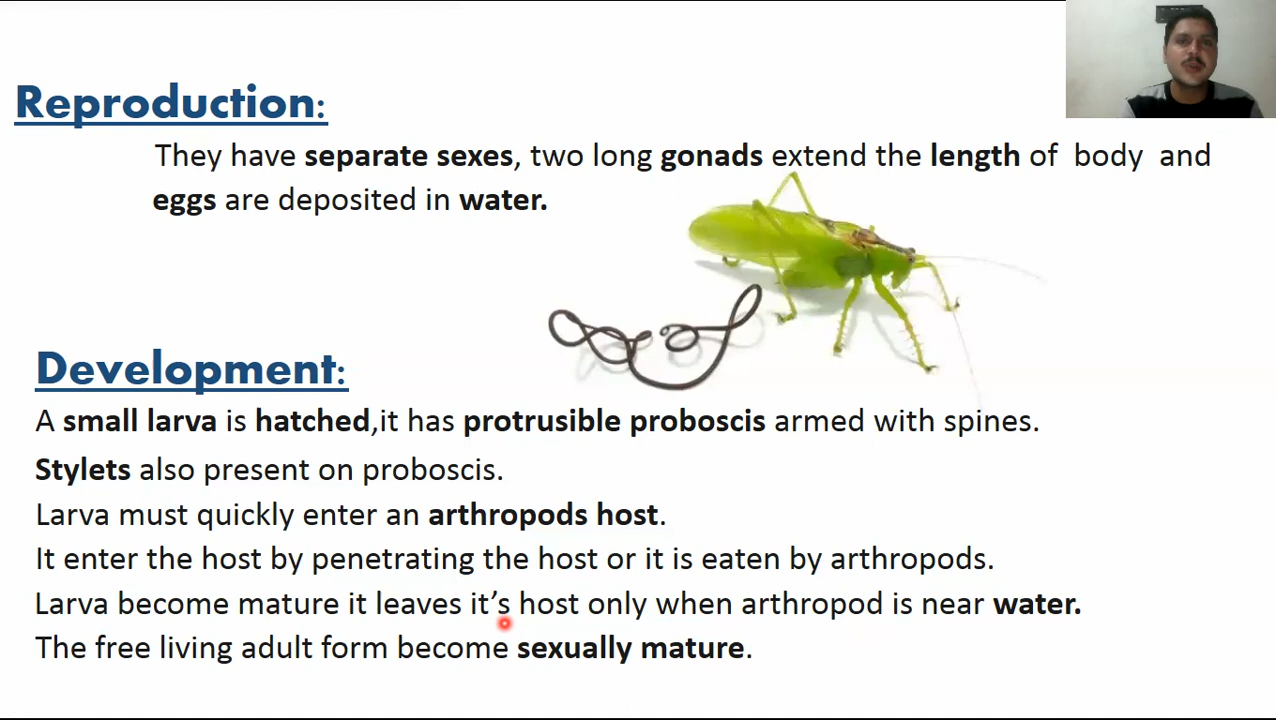 Reproduction:
They have separate sexes, two long gonads extend the length of body and
eggs are deposited in water.
Development:
A small larva is hatched,it has protrusible proboscis armed with spines.
Stylets also present on proboscis.
Larva must quickly enter an arthropods host.
It enter the host by penetrating the host or it is eaten by arthropods.
Larva become mature it leaves it’s host only when arthropod is near water.
The free living adult form become sexually mature.